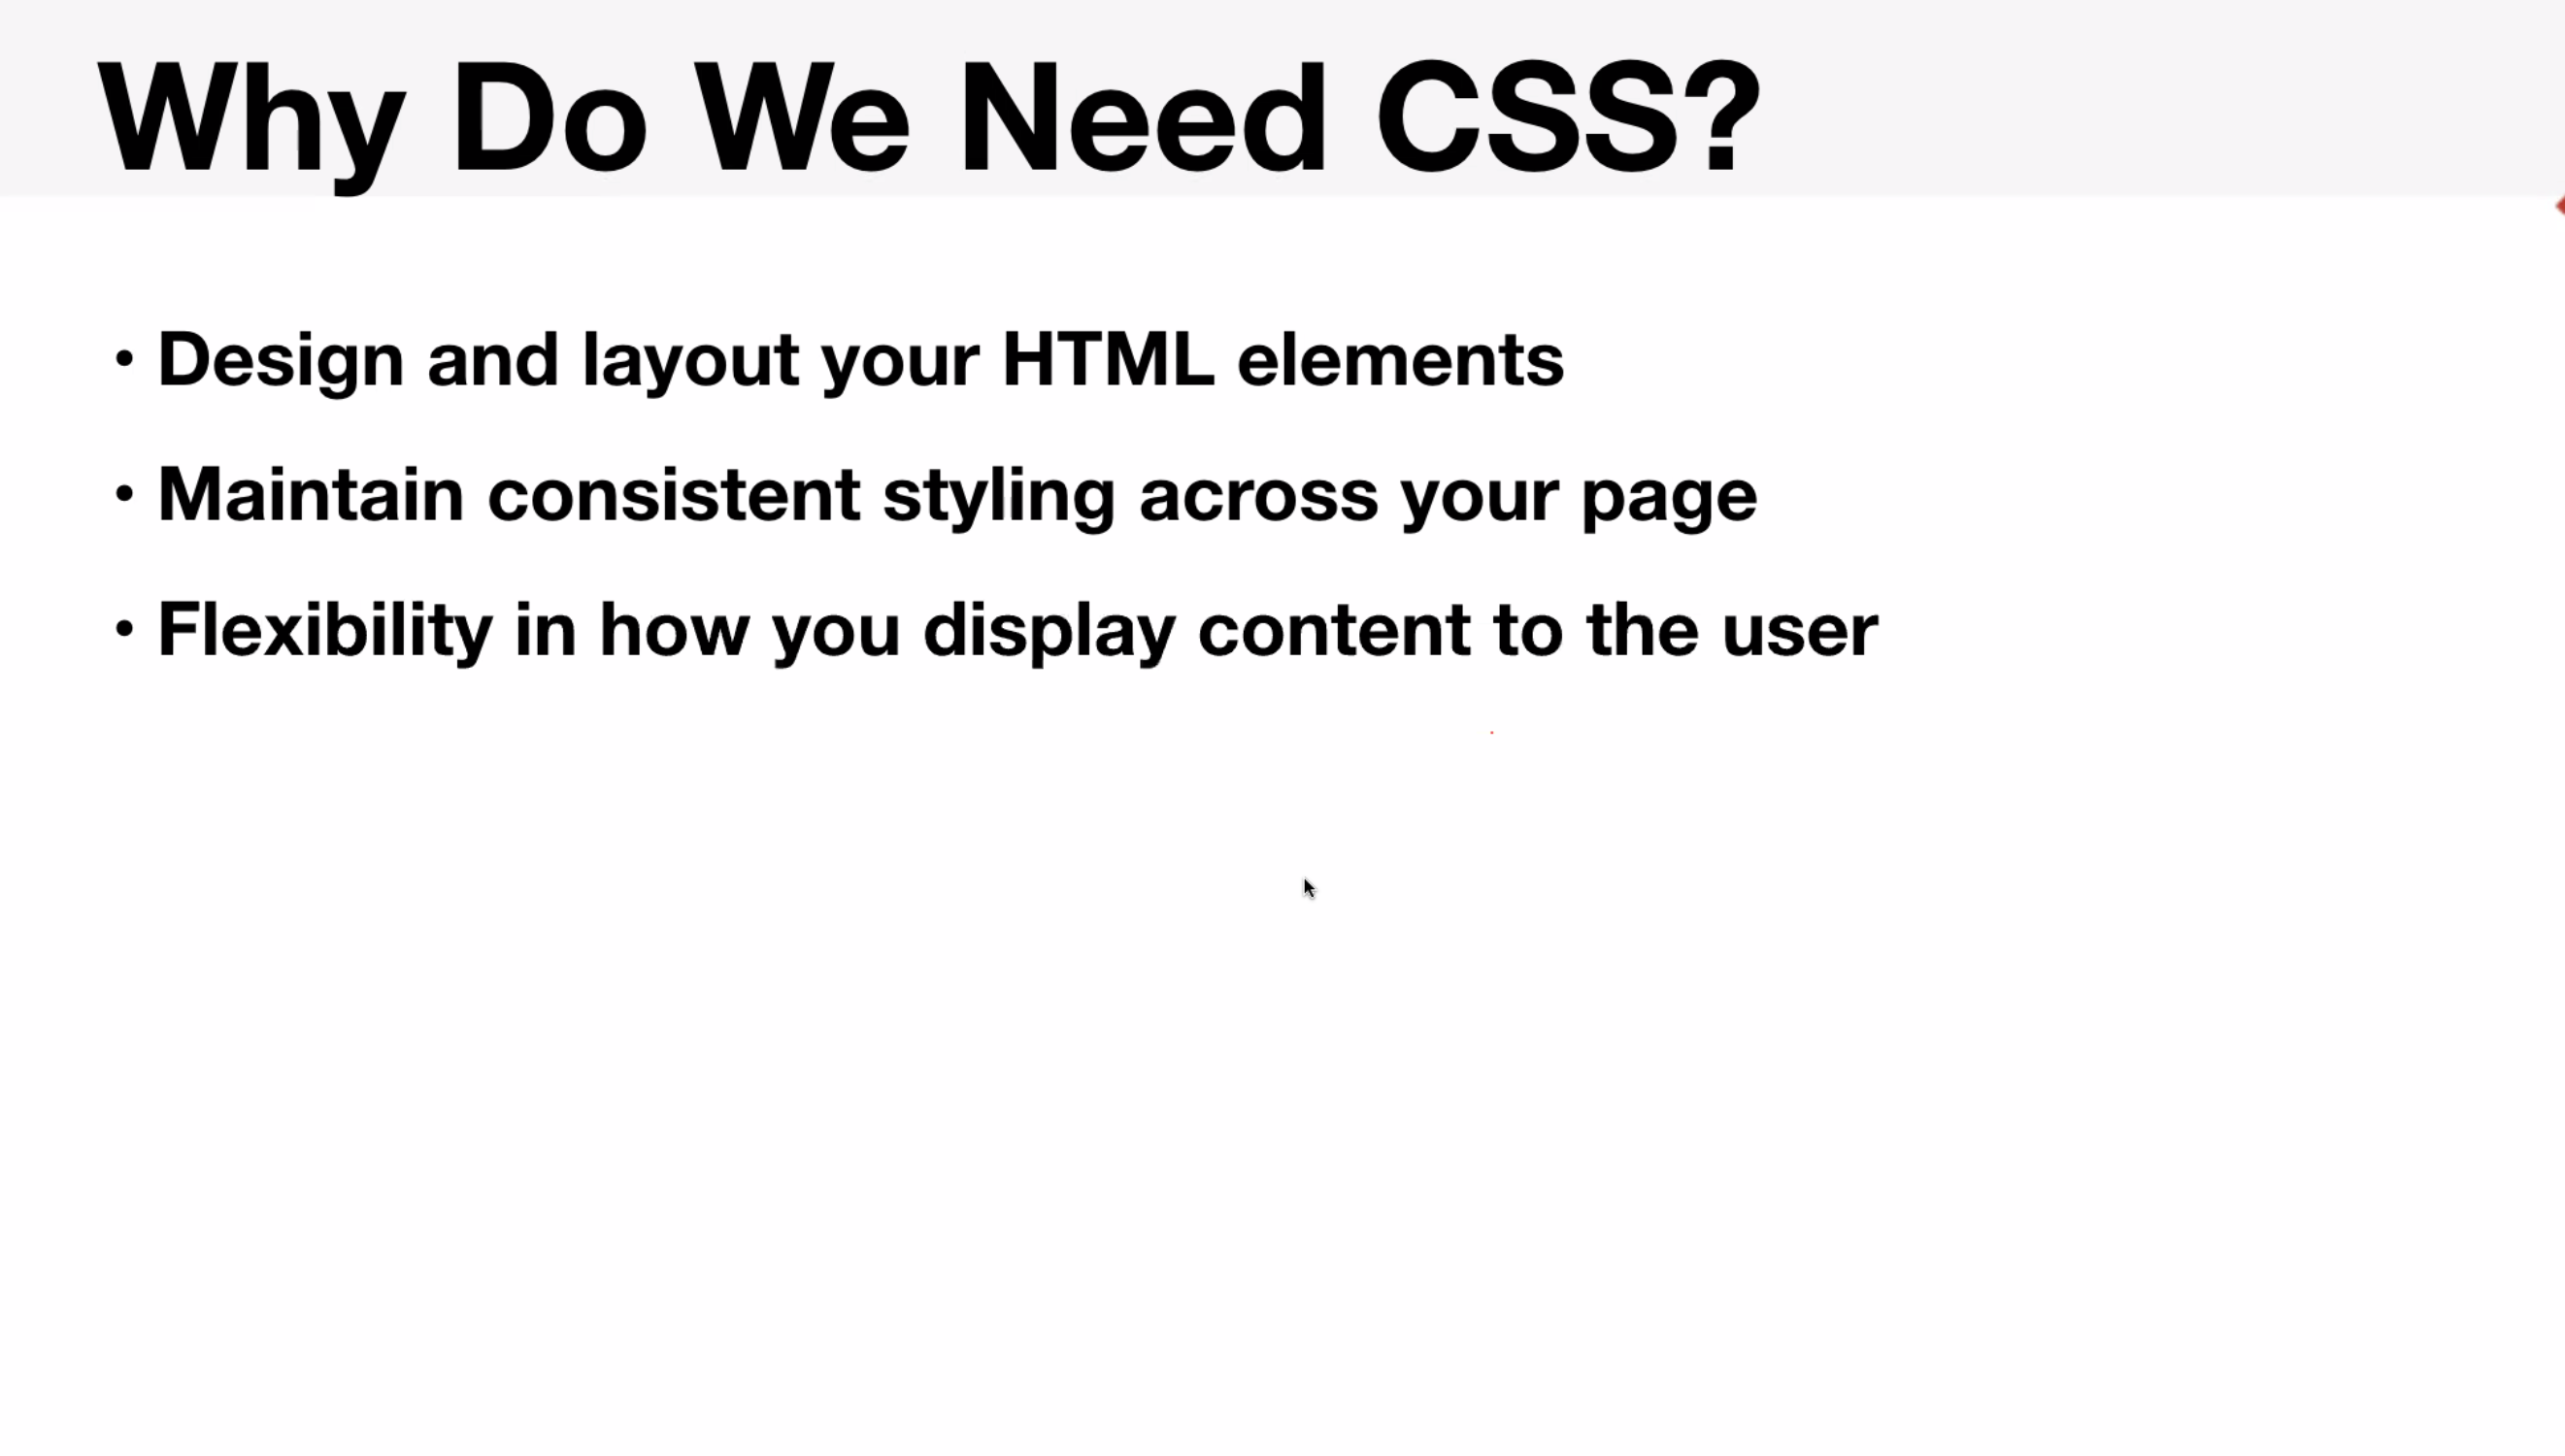 Why Do We Need CSS?
• Design and layout your HTML elements
• Maintain consistent styling across your page
• Flexibility in how you display content to the user